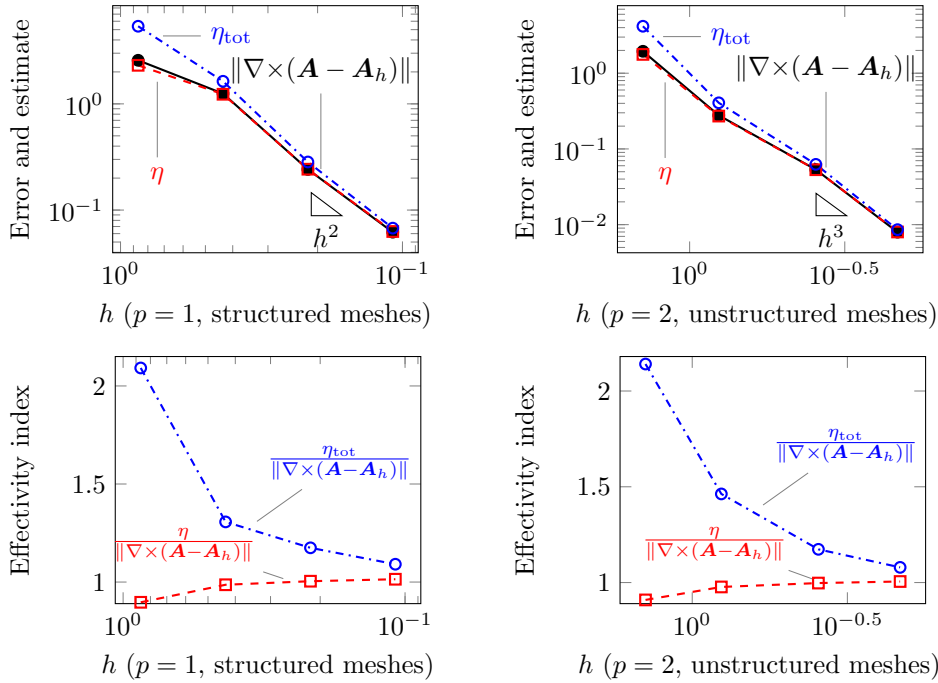 Error and estimate
10^0
10^{-1}
η_tot
‖∇×(A − A_h)‖
η
h^2
10^0
10^{-1}
h (p = 1, structured meshes)
Error and estimate
10^0
10^{-1}
10^{-2}
η_tot
‖∇×(A − A_h)‖
η
h^3
10^0
10^{-0.5}
h (p = 2, unstructured meshes)
Effectivity index
2
1.5
1
η_tot
‖∇×(A−A_h)‖
η
‖∇×(A−A_h)‖
10^0
10^{-1}
h (p = 1, structured meshes)
Effectivity index
2
1.5
1
η_tot
‖∇×(A−A_h)‖
η
‖∇×(A−A_h)‖
10^0
10^{-0.5}
h (p = 2, unstructured meshes)